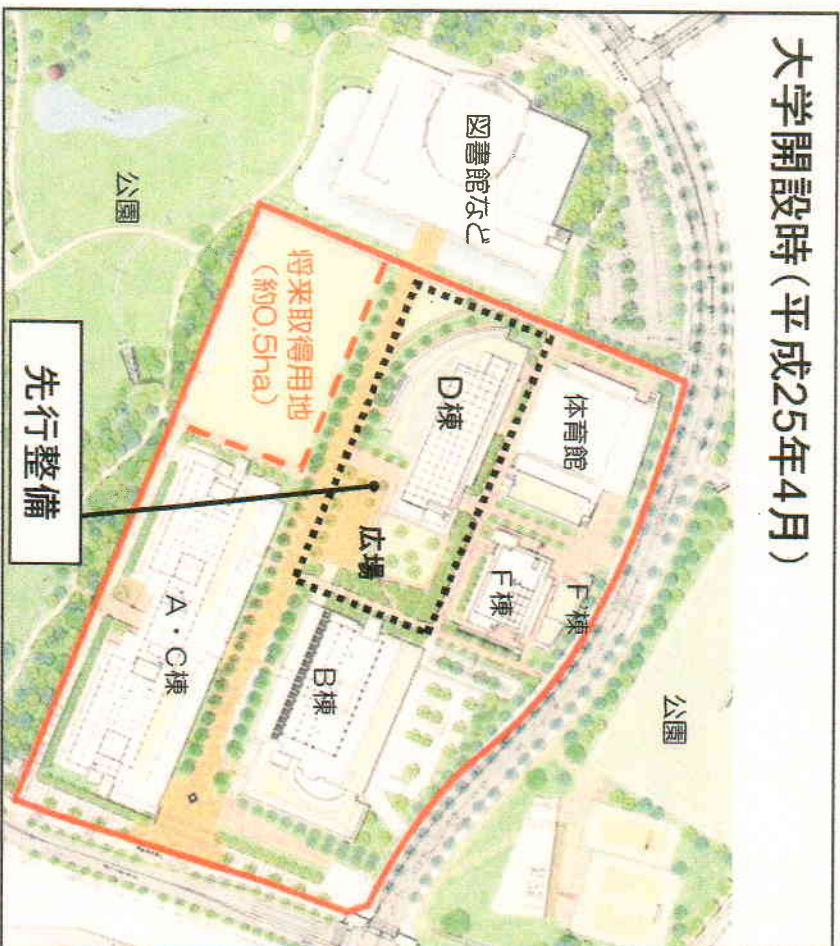 大学開設時（平成25年4月）
図書館など
公園
将来取得用地
（約0.5ha）
体育館
D棟
F棟
F'棟
広場
公園
B棟
A・C棟
先行整備